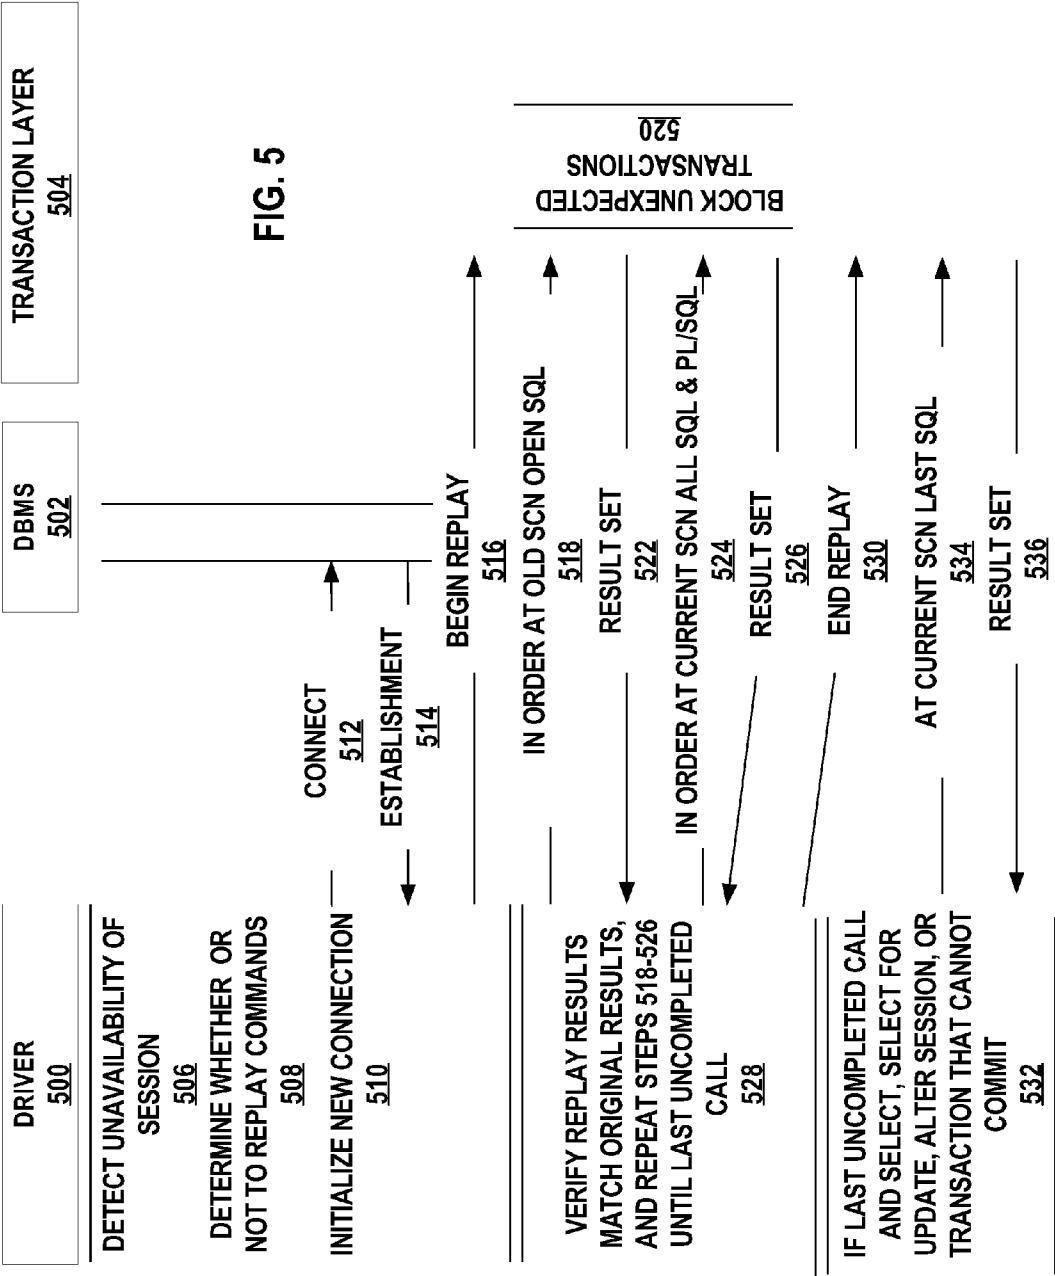 DRIVER
500
DBMS
502
TRANSACTION LAYER
504
DETECT UNAVAILABILITY OF
SESSION
506
DETERMINE WHETHER OR
NOT TO REPLAY COMMANDS
508
INITIALIZE NEW CONNECTION
510
CONNECT
512
ESTABLISHMENT
514
FIG. 5
BEGIN REPLAY
516
IN ORDER AT OLD SCN OPEN SQL
518
BLOCK UNEXPECTED
TRANSACTIONS
520
RESULT SET
522
IN ORDER AT CURRENT SCN ALL SQL & PL/SQL
524
RESULT SET
526
VERIFY REPLAY RESULTS
MATCH ORIGINAL RESULTS,
AND REPEAT STEPS 518-526
UNTIL LAST UNCOMPLETED
CALL
528
END REPLAY
530
IF LAST UNCOMPLETED CALL
AND SELECT, SELECT FOR
UPDATE, ALTER SESSION, OR
TRANSACTION THAT CANNOT
COMMIT
532
AT CURRENT SCN LAST SQL
534
RESULT SET
536